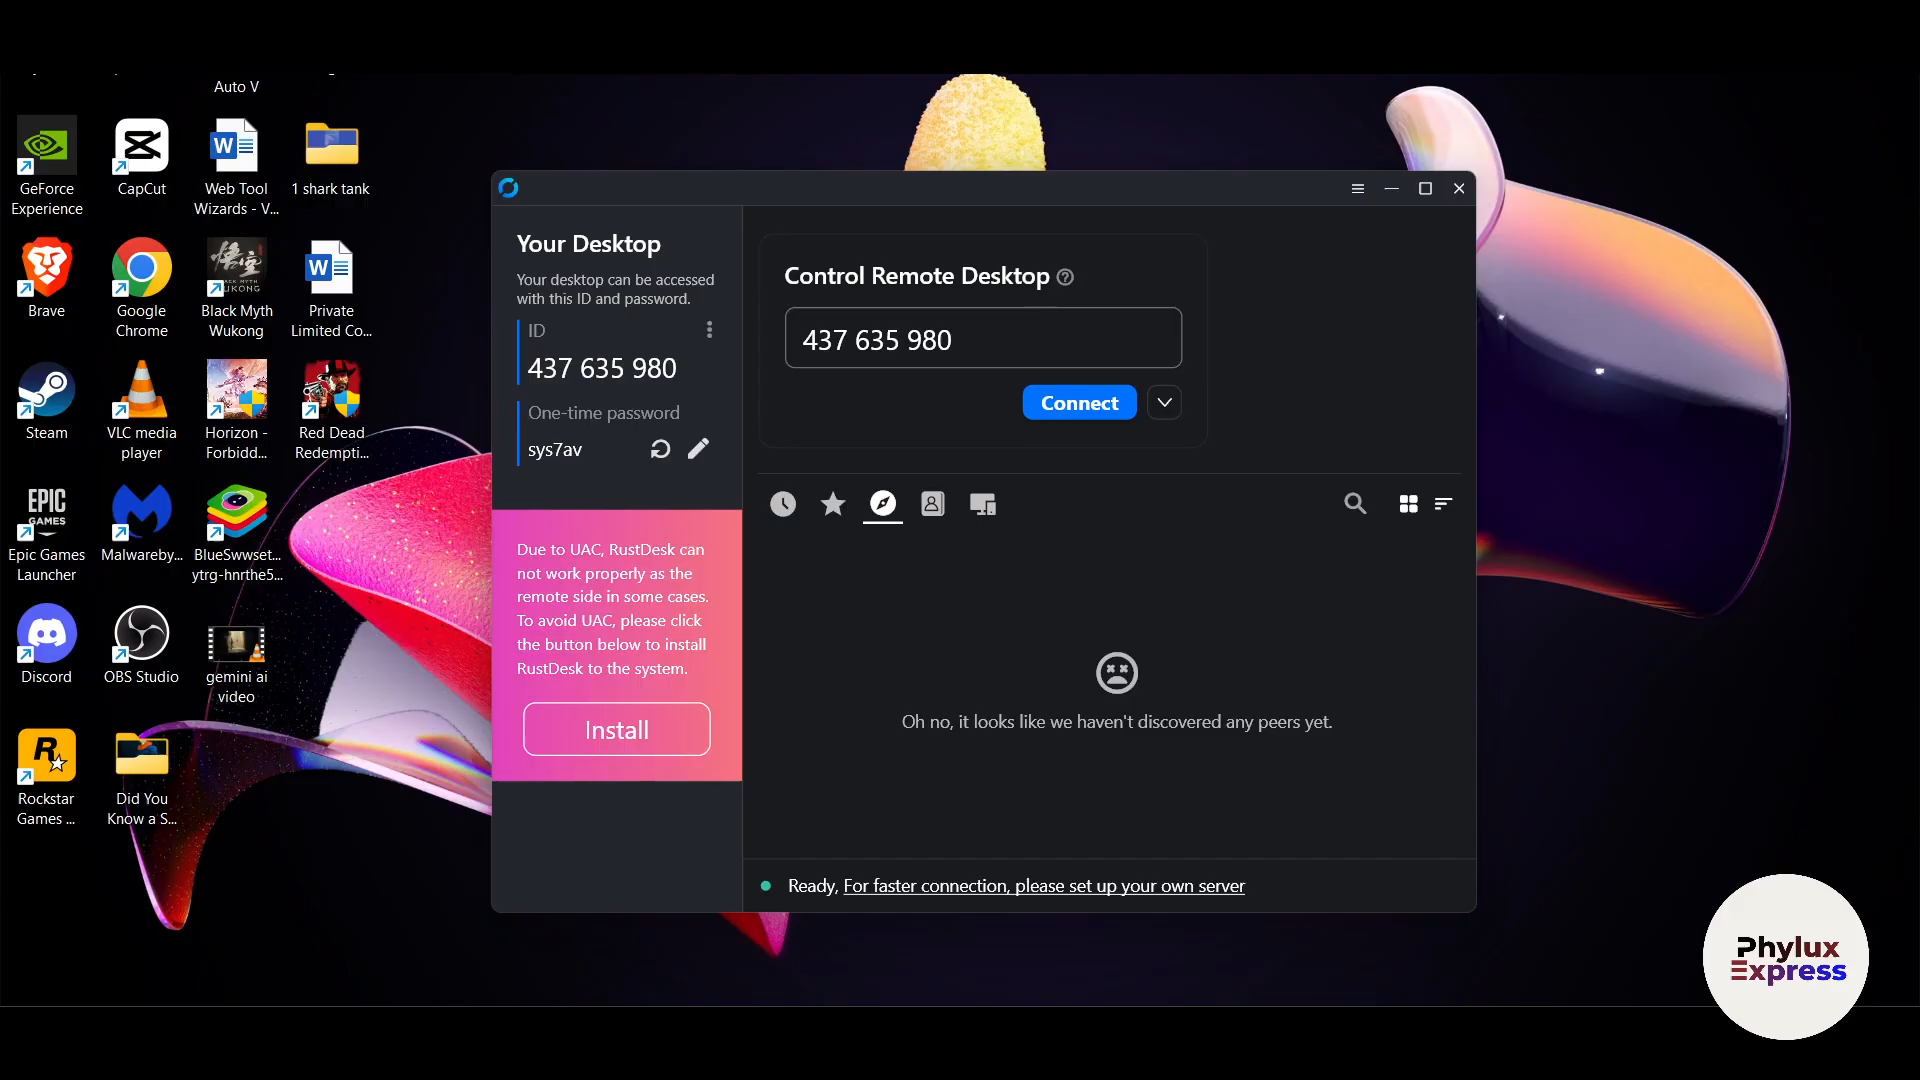 Auto V
GeForce
Experience
CapCut
Web Tool
Wizards - V...
1 shark tank
Brave
Google
Chrome
Black Myth
Wukong
Private
Limited Co...
Steam
VLC media
player
Horizon -
Forbidd...
Red Dead
Redempti...
EPIC
GAMES
Epic Games
Launcher
Malwareby...
BlueSwwset...
ytrg-hnrthe5...
Discord
OBS Studio
gemini ai
video
Rockstar
Games ...
Did You
Know a S...
Your Desktop
Your desktop can be accessed
with this ID and password.
ID
437 635 980
One-time password
sys7av
Due to UAC, RustDesk can
not work properly as the
remote side in some cases.
To avoid UAC, please click
the button below to install
RustDesk to the system.
Install
Control Remote Desktop
437 635 980
Connect
Oh no, it looks like we haven't discovered any peers yet.
Ready, For faster connection, please set up your own server
Phylux
Express